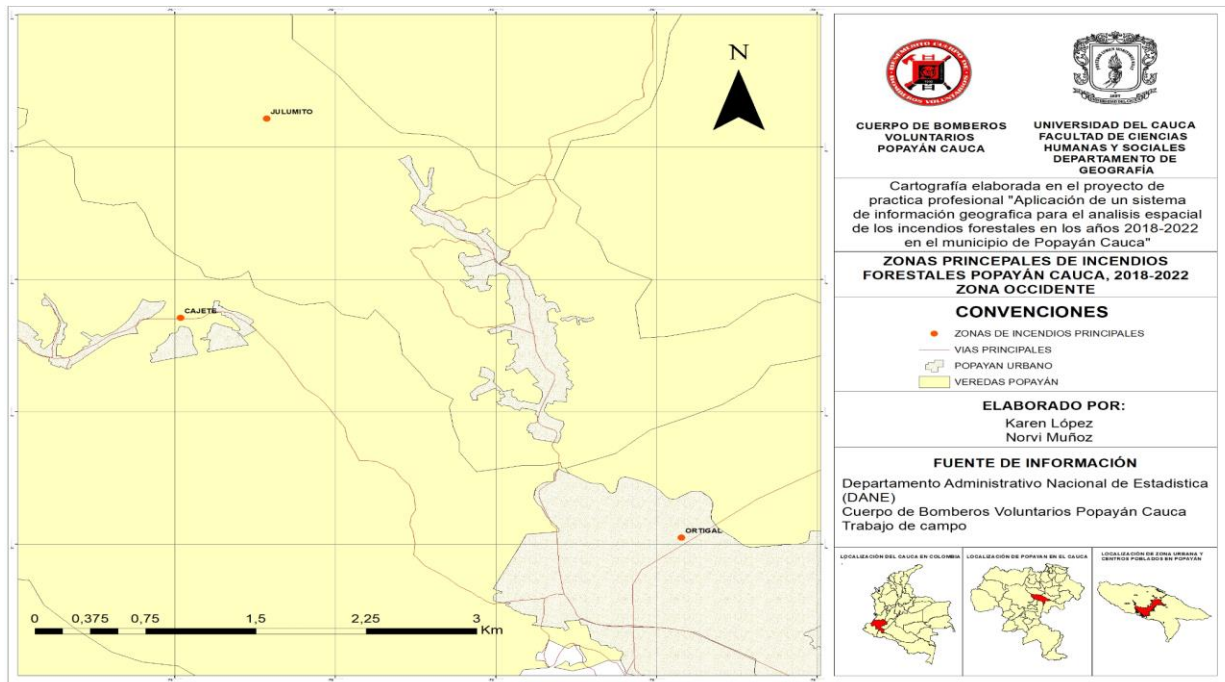 JULUMITO
N
CAJETE
ORTIGAL
0 0,375 0,75 1,5 2,25 3
Km
BOMBEROS VOLUNTARIOS
CUERPO DE BOMBEROS
VOLUNTARIOS
POPAYÁN CAUCA
UNIVERSIDAD DEL CAUCA
FACULTAD DE CIENCIAS
HUMANAS Y SOCIALES
DEPARTAMENTO DE
GEOGRAFÍA
Cartografía elaborada en el proyecto de
practica profesional "Aplicación de un sistema
de información geografica para el analisis espacial
de los incendios forestales en los años 2018-2022
en el municipio de Popayán Cauca"
ZONAS PRINCEPALES DE INCENDIOS
FORESTALES POPAYÁN CAUCA, 2018-2022
ZONA OCCIDENTE
CONVENCIONES
ZONAS DE INCENDIOS PRINCIPALES
VIAS PRINCIPALES
POPAYAN URBANO
VEREDAS POPAYÁN
ELABORADO POR:
Karen López
Norvi Muñoz
FUENTE DE INFORMACIÓN
Departamento Administrativo Nacional de Estadistica
(DANE)
Cuerpo de Bomberos Voluntarios Popayán Cauca
Trabajo de campo
LOCALIZACIÓN DEL CAUCA EN COLOMBIA
LOCALIZACIÓN DE POPAYAN EN EL CAUCA
LOCALIZACIÓN DE ZONA URBANA Y
CENTROS POBLADOS EN POPAYÁN